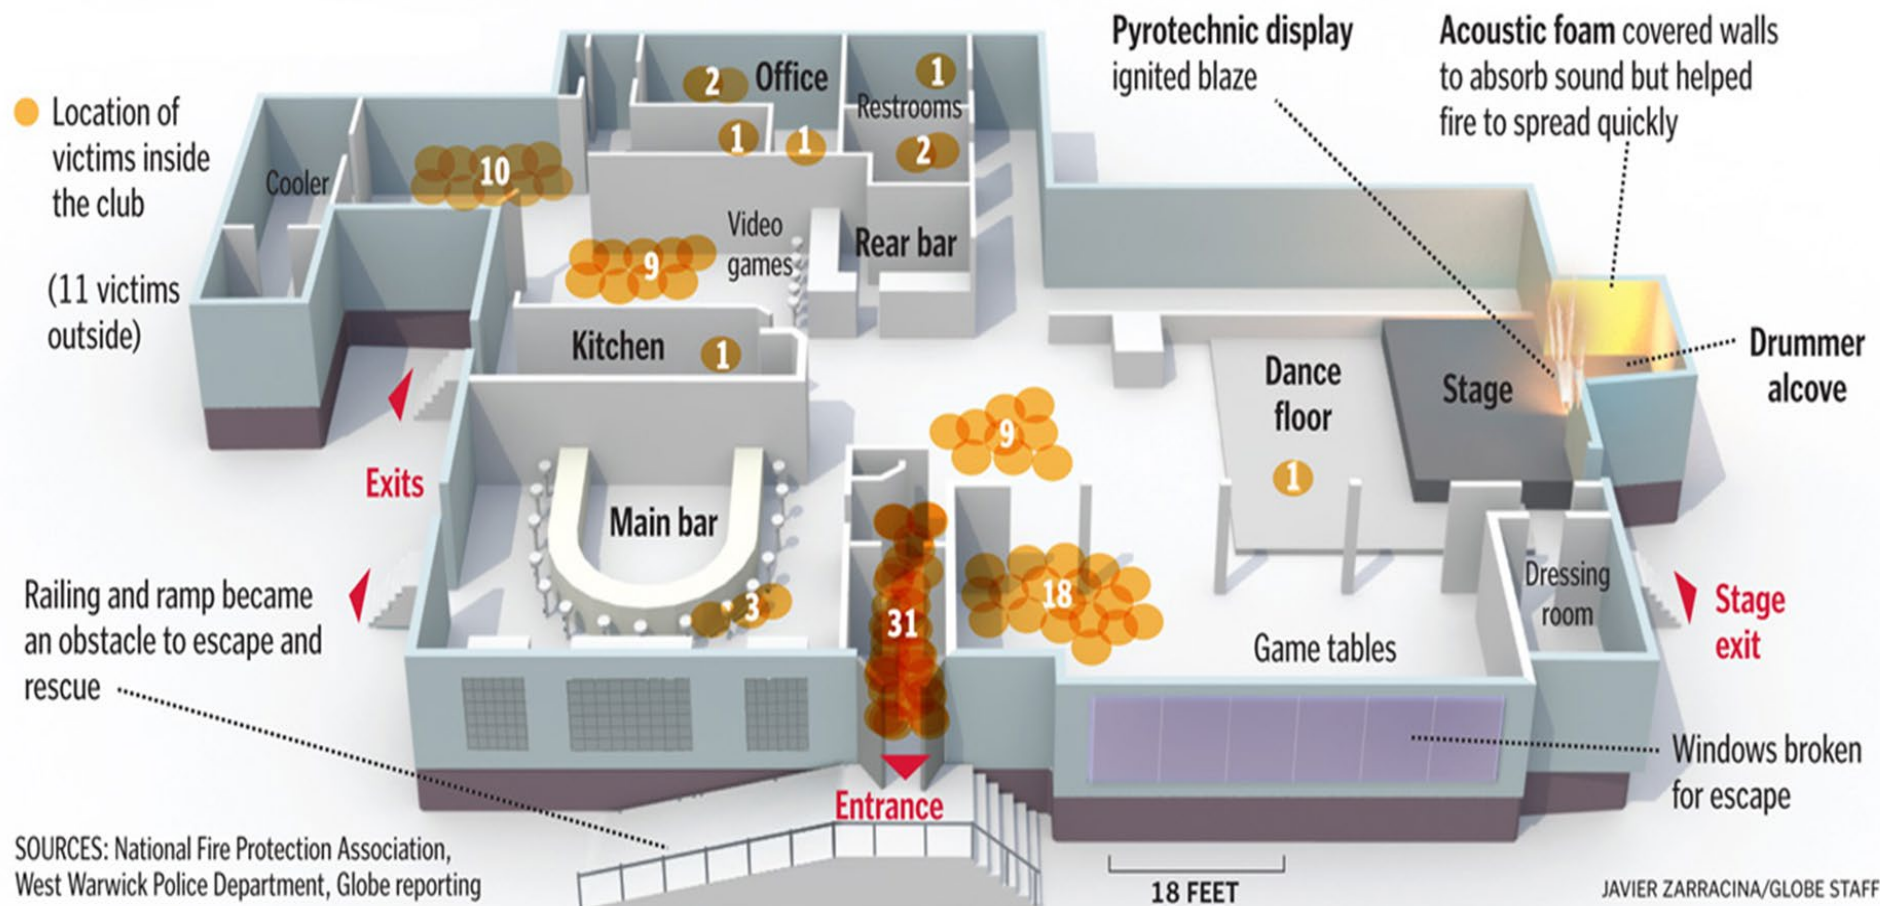 Pyrotechnic display
ignited blaze
Acoustic foam covered walls
to absorb sound but helped
fire to spread quickly
Location of
victims inside
the club
(11 victims
outside)
2
Office
1
Restrooms
1
1
2
Cooler
10
Video
games
Rear bar
9
Kitchen
1
Drummer
alcove
Dance
floor
Stage
9
1
Exits
Main bar
Railing and ramp became
an obstacle to escape and
rescue
3
31
18
Game tables
Dressing
room
Stage
exit
Windows broken
for escape
Entrance
SOURCES: National Fire Protection Association,
West Warwick Police Department, Globe reporting
18 FEET
JAVIER ZARRACINA/GLOBE STAFF